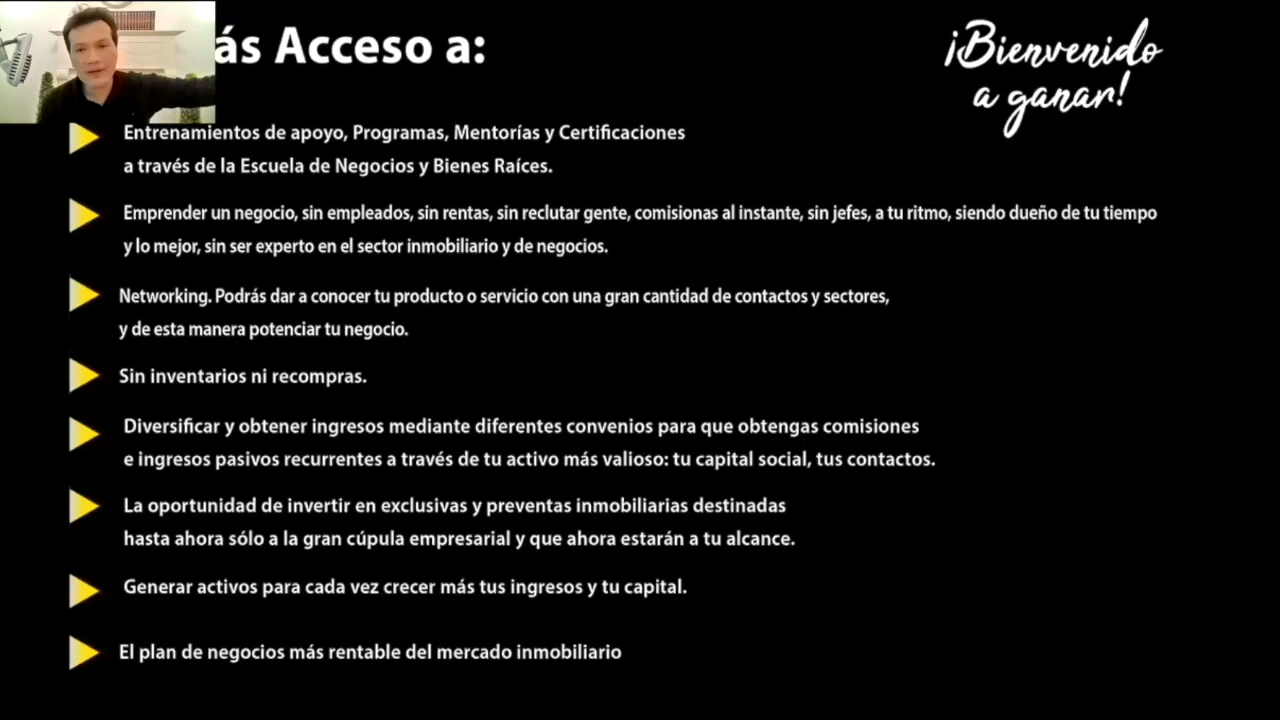 ás Acceso a:
¡Bienvenido
a ganar!
Entrenamientos de apoyo, Programas, Mentorías y Certificaciones
a través de la Escuela de Negocios y Bienes Raíces.
Emprender un negocio, sin empleados, sin rentas, sin reclutar gente, comisionas al instante, sin jefes, a tu ritmo, siendo dueño de tu tiempo
y lo mejor, sin ser experto en el sector inmobiliario y de negocios.
Networking. Podrás dar a conocer tu producto o servicio con una gran cantidad de contactos y sectores,
y de esta manera potenciar tu negocio.
Sin inventarios ni recompras.
Diversificar y obtener ingresos mediante diferentes convenios para que obtengas comisiones
e ingresos pasivos recurrentes a través de tu activo más valioso: tu capital social, tus contactos.
La oportunidad de invertir en exclusivas y preventas inmobiliarias destinadas
hasta ahora sólo a la gran cúpula empresarial y que ahora estarán a tu alcance.
Generar activos para cada vez crecer más tus ingresos y tu capital.
El plan de negocios más rentable del mercado inmobiliario